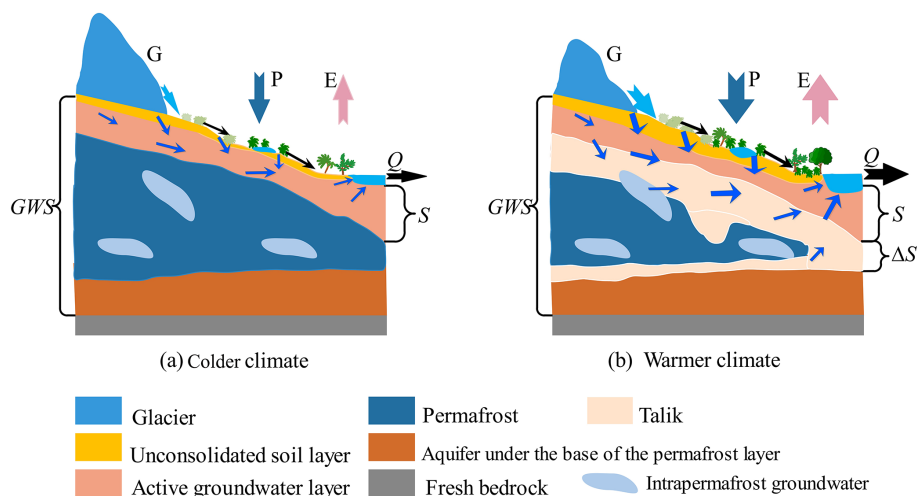 G
P
E
Q
GWS
S
(a) Colder climate
G
P
E
Q
GWS
S
ΔS
(b) Warmer climate
Glacier
Permafrost
Talik
Unconsolidated soil layer
Aquifer under the base of the permafrost layer
Active groundwater layer
Fresh bedrock
Intrapermafrost groundwater